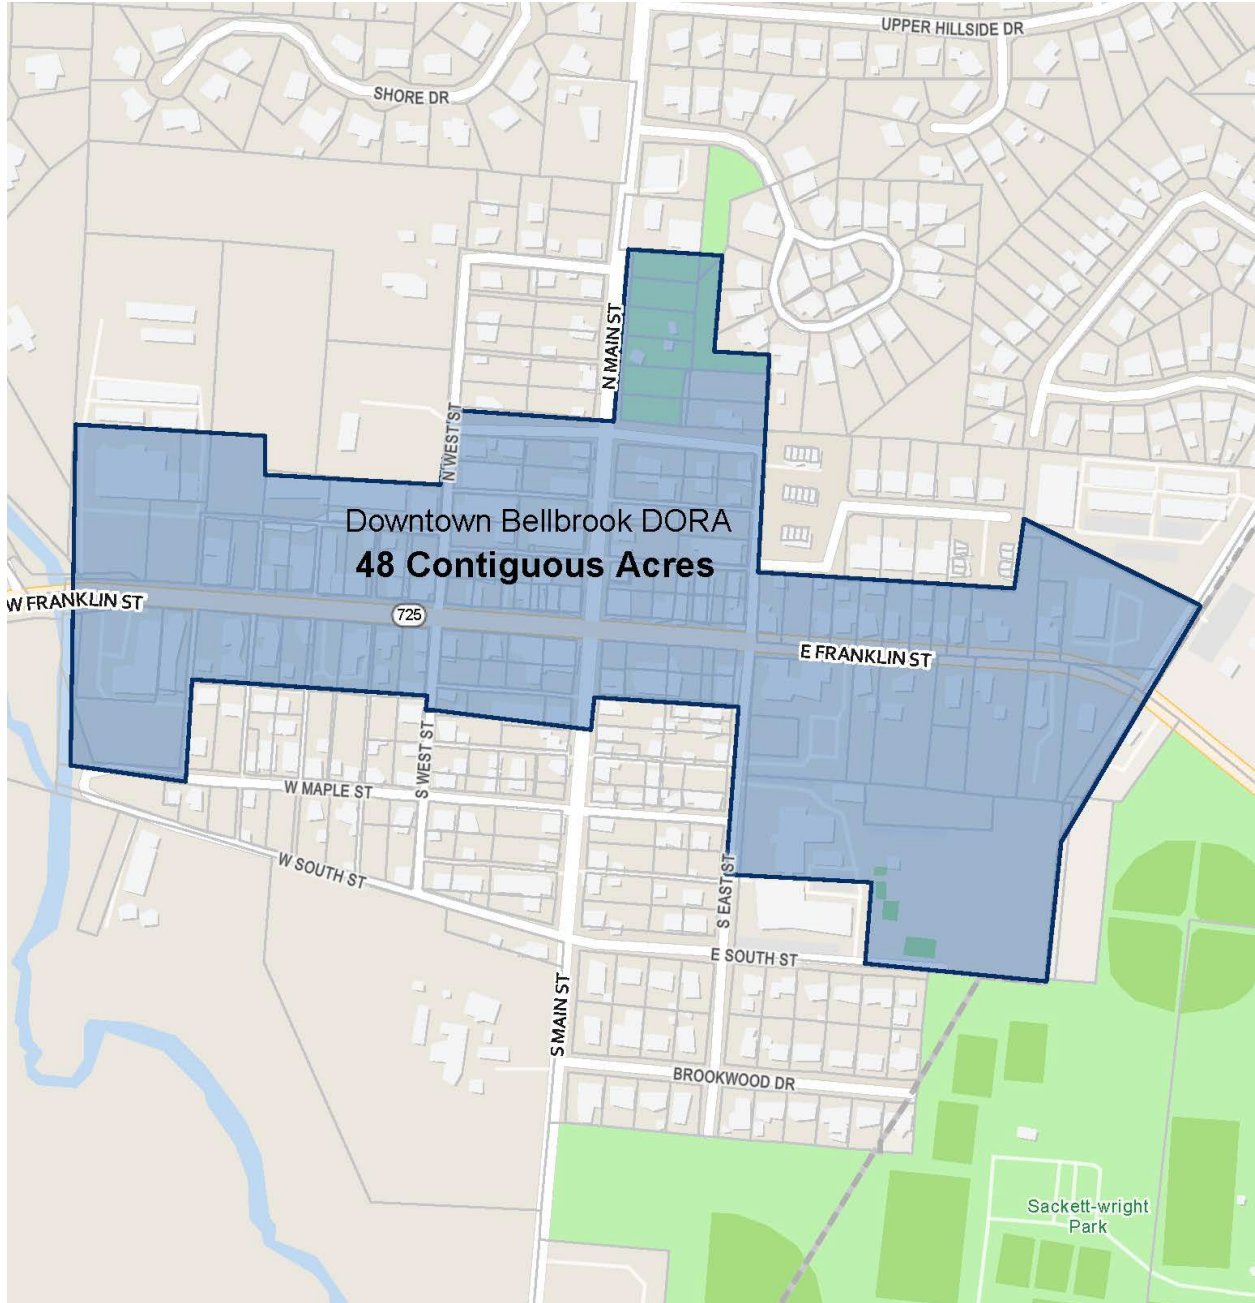 UPPER HILLSIDE DR
SHORE DR
N MAIN ST
N WEST ST
Downtown Bellbrook DORA
48 Contiguous Acres
W FRANKLIN ST
725
E FRANKLIN ST
S WEST ST
W MAPLE ST
W SOUTH ST
S EAST ST
E SOUTH ST
S MAIN ST
BROOKWOOD DR
Sackett-wright
Park